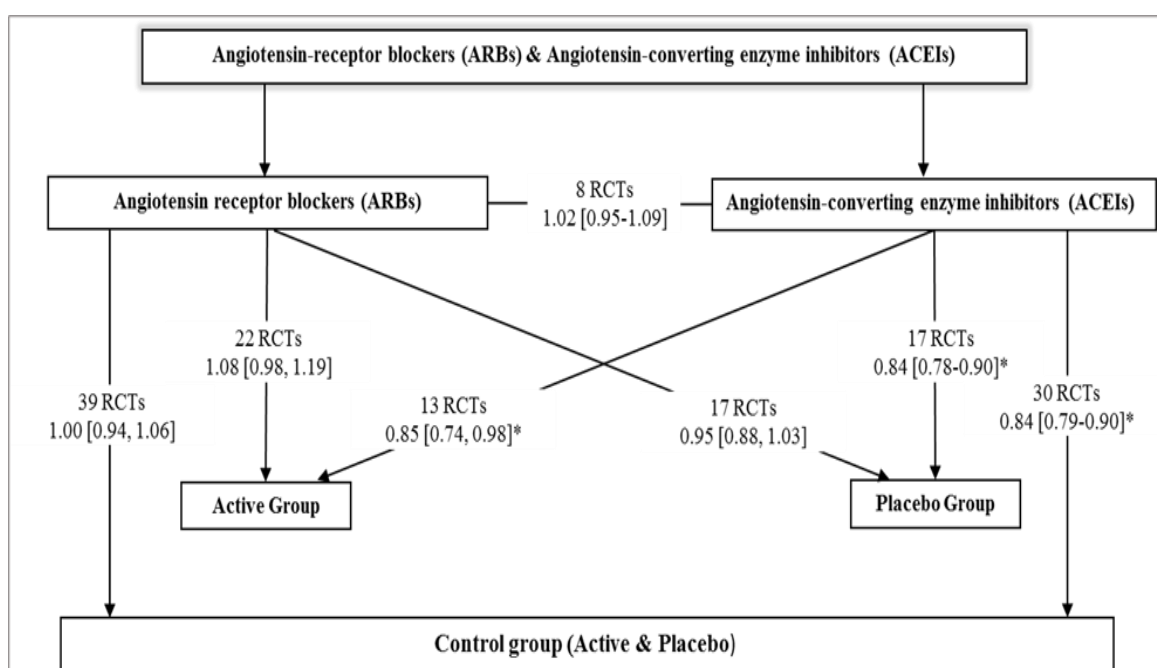 Angiotensin-receptor blockers (ARBs) & Angiotensin-converting enzyme inhibitors (ACEIs)
Angiotensin receptor blockers (ARBs)
8 RCTs
1.02 [0.95-1.09]
Angiotensin-converting enzyme inhibitors (ACEIs)
22 RCTs
1.08 [0.98, 1.19]
17 RCTs
0.84 [0.78-0.90]*
39 RCTs
1.00 [0.94, 1.06]
13 RCTs
0.85 [0.74, 0.98]*
17 RCTs
0.95 [0.88, 1.03]
30 RCTs
0.84 [0.79-0.90]*
Active Group
Placebo Group
Control group (Active & Placebo)